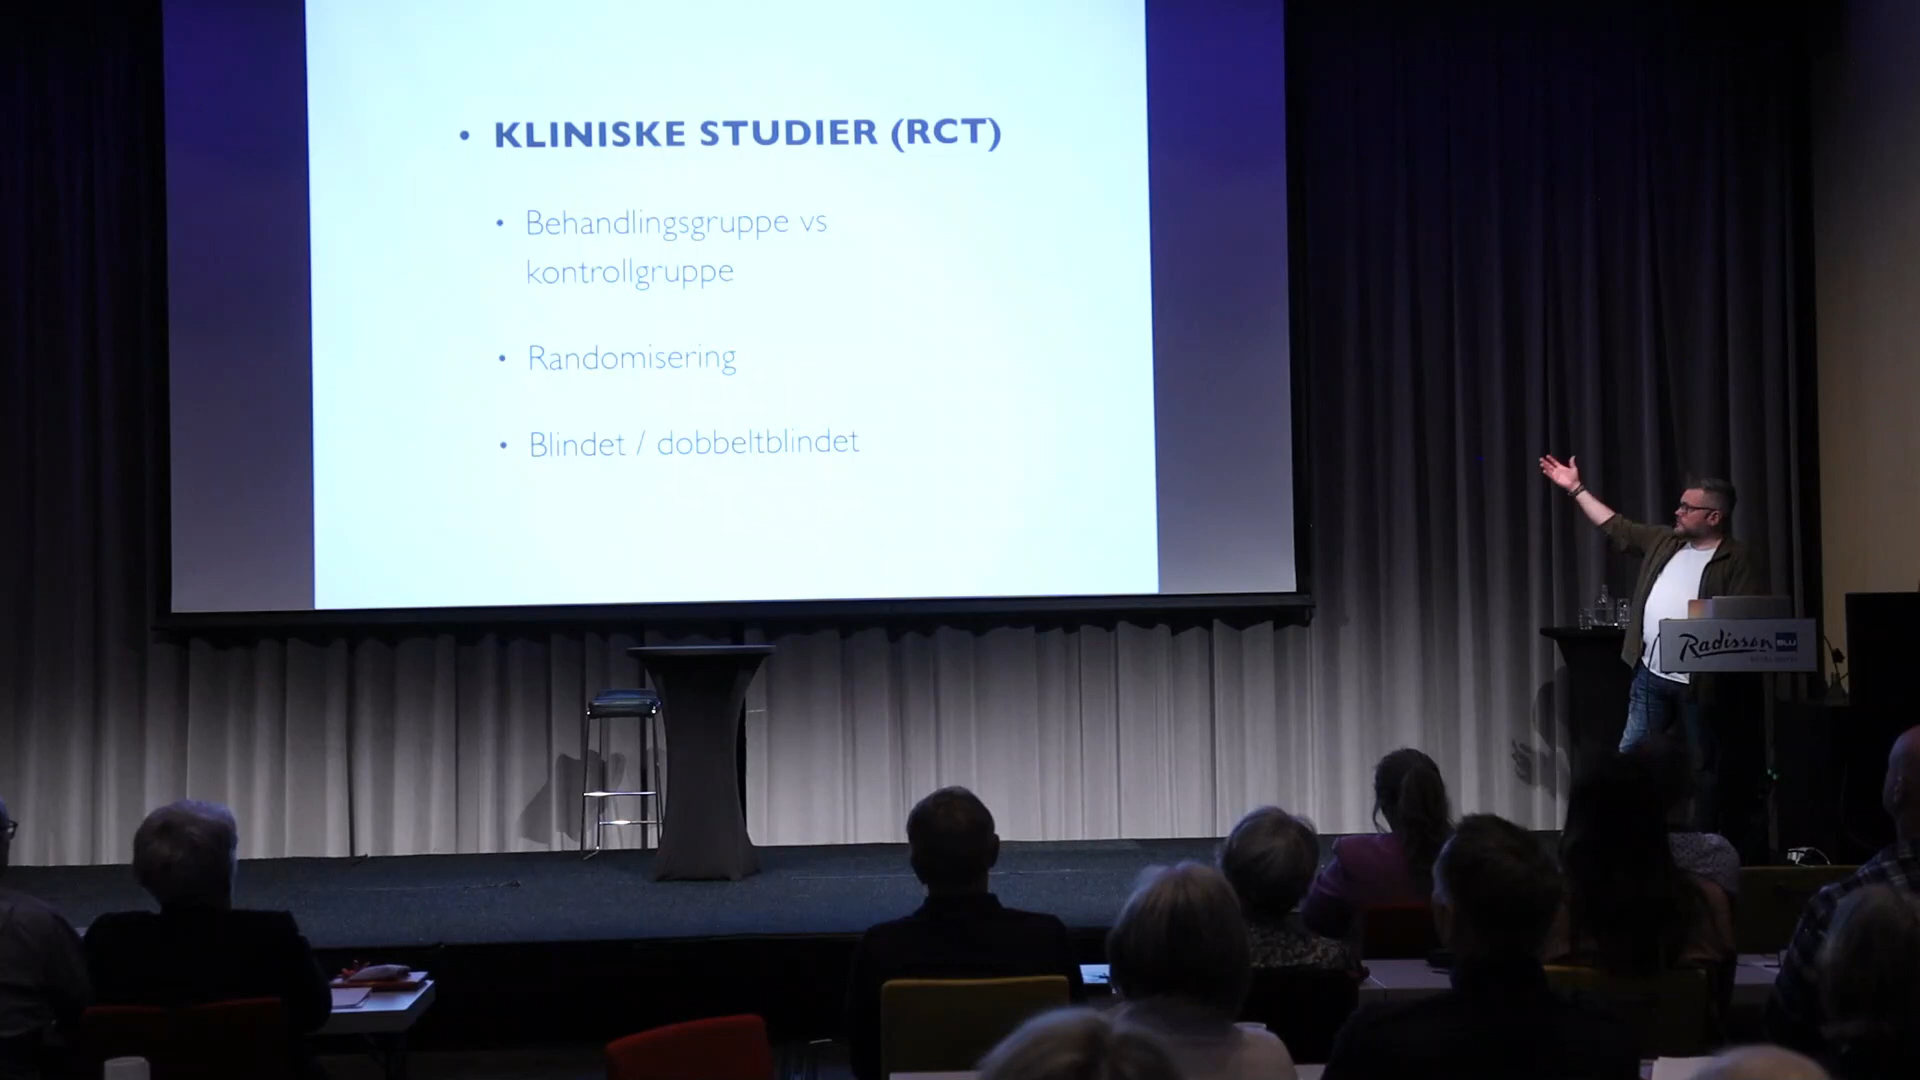 • KLINISKE STUDIER (RCT)
• Behandlingsgruppe vs
kontrollgruppe
• Randomisering
• Blindet / dobbeltblindet
Radisson BLU